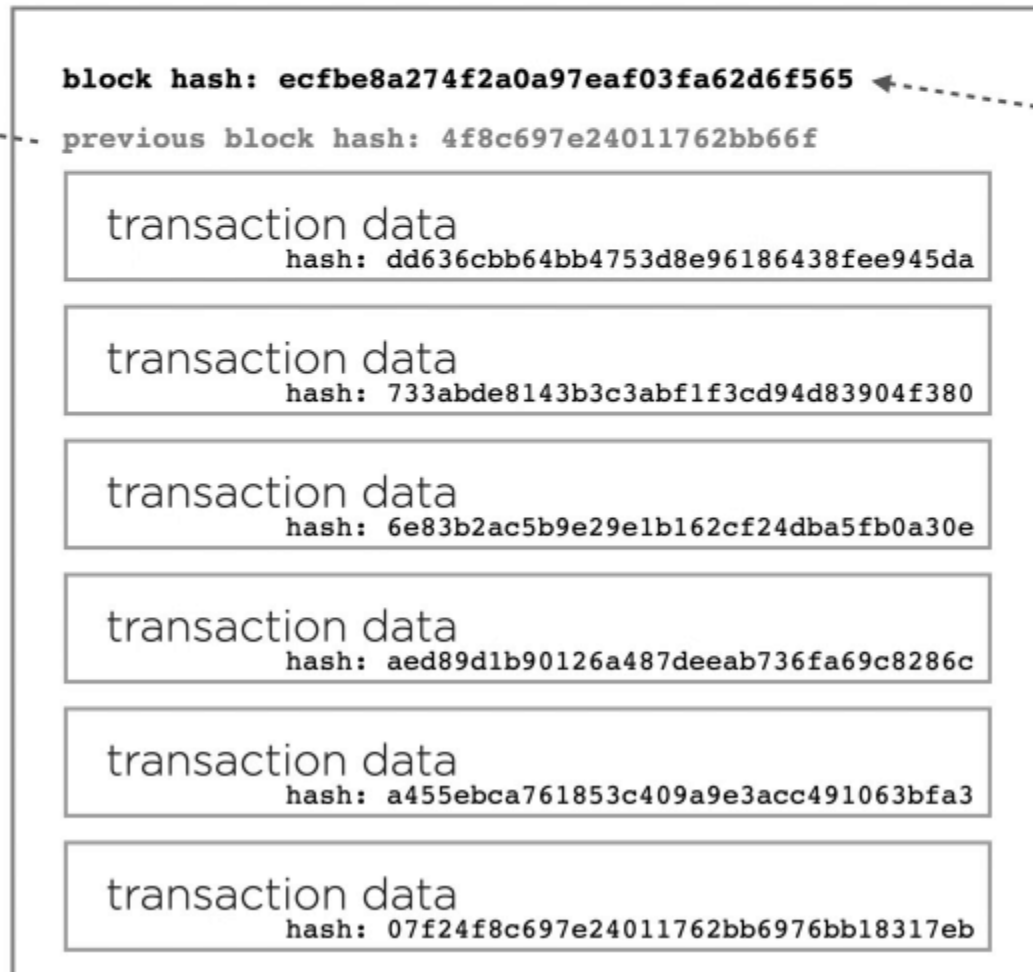 block hash: ecfbe8a274f2a0a97eaf03fa62d6f565
previous block hash: 4f8c697e24011762bb66f
transaction data
hash: dd636cbb64bb4753d8e96186438fee945da
transaction data
hash: 733abde8143b3c3abf1f3cd94d83904f380
transaction data
hash: 6e83b2ac5b9e29e1b162cf24dba5fb0a30e
transaction data
hash: aed89d1b90126a487deeab736fa69c8286c
transaction data
hash: a455ebca761853c409a9e3acc491063bfa3
transaction data
hash: 07f24f8c697e24011762bb6976bb18317eb